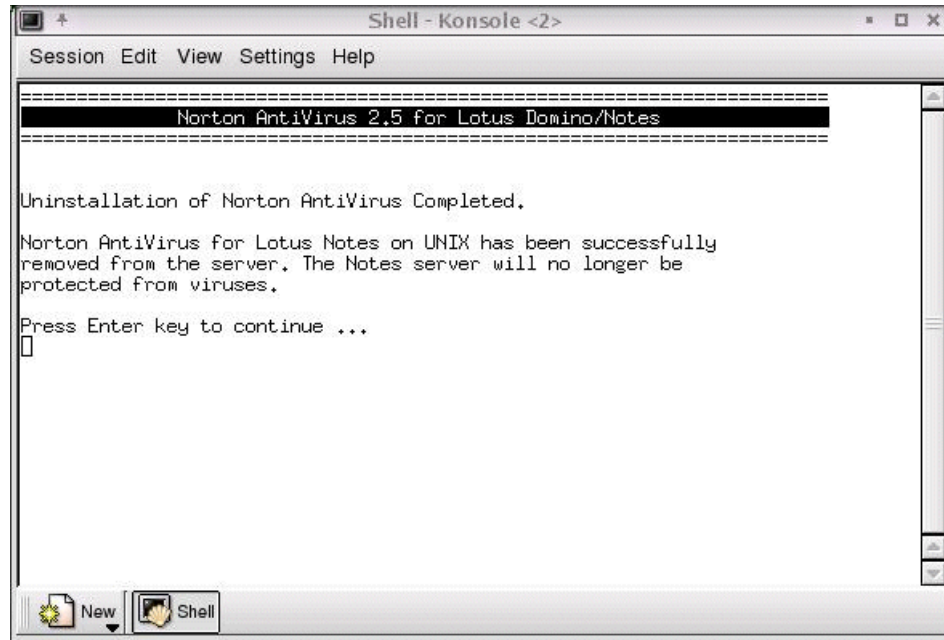 Shell - Konsole <2>
Session Edit View Settings Help
========================================================================
Norton AntiVirus 2.5 for Lotus Domino/Notes
========================================================================
Uninstallation of Norton AntiVirus Completed.
Norton AntiVirus for Lotus Notes on UNIX has been successfully
removed from the server. The Notes server will no longer be
protected from viruses.
Press Enter key to continue ...
New
Shell